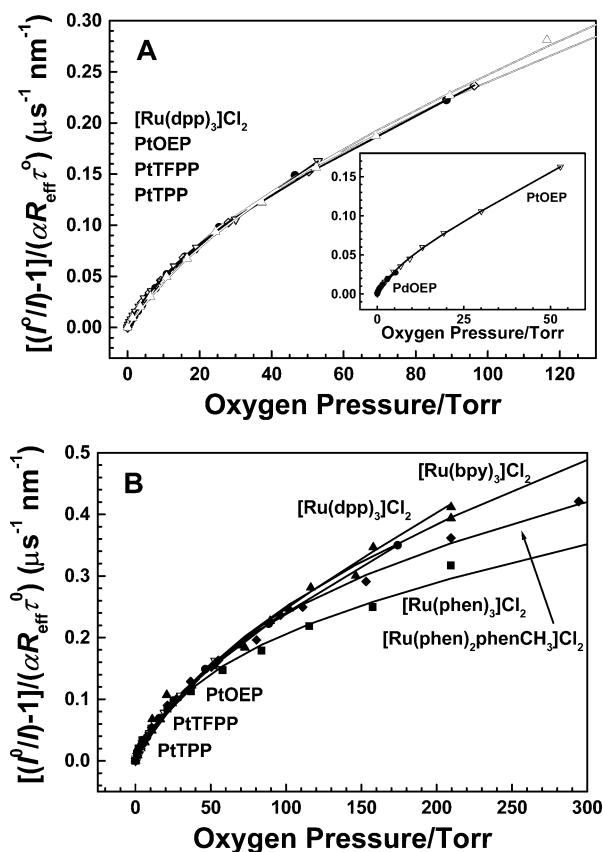 A
[Ru(dpp)₃]Cl₂
PtOEP
PtTFPP
PtTPP
[(I⁰/I)-1]/(αR_eff τ⁰) (μs⁻¹ nm⁻¹)
0.30
0.25
0.20
0.15
0.10
0.05
0.00
0 20 40 60 80 100 120
Oxygen Pressure/Torr
0.15
0.10
0.05
0.00
PtOEP
PdOEP
0 25 50
Oxygen Pressure/Torr
B
[(I⁰/I)-1]/(αR_eff τ⁰) (μs⁻¹ nm⁻¹)
0.5
0.4
0.3
0.2
0.1
0.0
[Ru(bpy)₃]Cl₂
[Ru(dpp)₃]Cl₂
[Ru(phen)₃]Cl₂
[Ru(phen)₂phenCH₃]Cl₂
PtOEP
PtTFPP
PtTPP
0 50 100 150 200 250 300
Oxygen Pressure/Torr